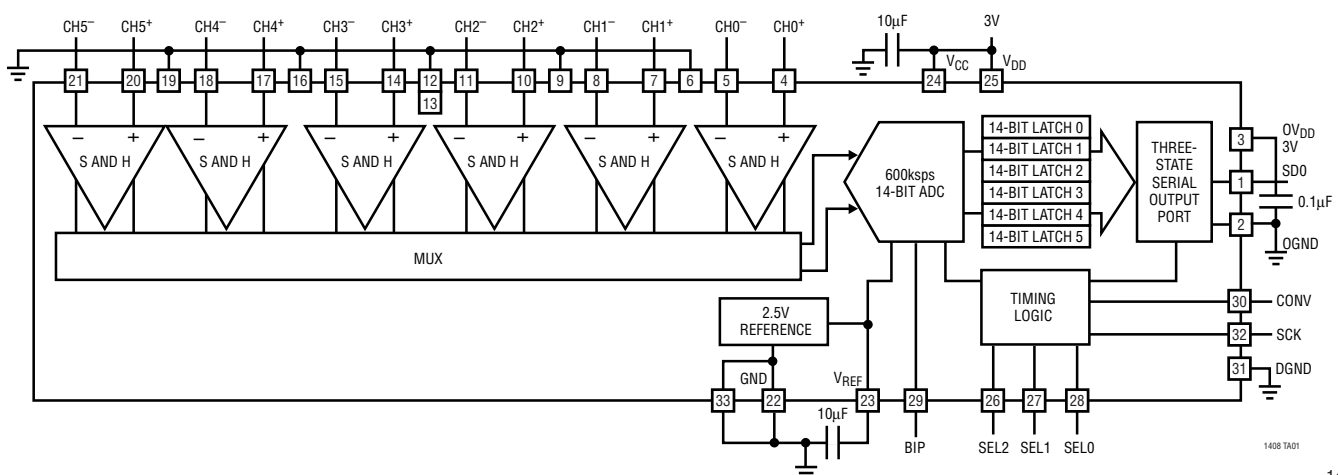 CH5– CH5+ CH4– CH4+ CH3– CH3+ CH2– CH2+ CH1– CH1+ CH0– CH0+ 10µF 3V
21 20 19 18 17 16 15 14 12 11 10 9 8 7 6 5 4 24 VCC 25 VDD
13
– + – + – + – + – + – +
S AND H S AND H S AND H S AND H S AND H S AND H
MUX
600ksps
14-BIT ADC
14-BIT LATCH 0
14-BIT LATCH 1
14-BIT LATCH 2
14-BIT LATCH 3
14-BIT LATCH 4
14-BIT LATCH 5
THREE-
STATE
SERIAL
OUTPUT
PORT
3 OVDD
3V
1 SD0
0.1µF
2
OGND
2.5V
REFERENCE
TIMING
LOGIC
30 CONV
32 SCK
31 DGND
GND VREF
33 22 23 29 26 27 28
10µF BIP SEL2 SEL1 SEL0
1408 TA01